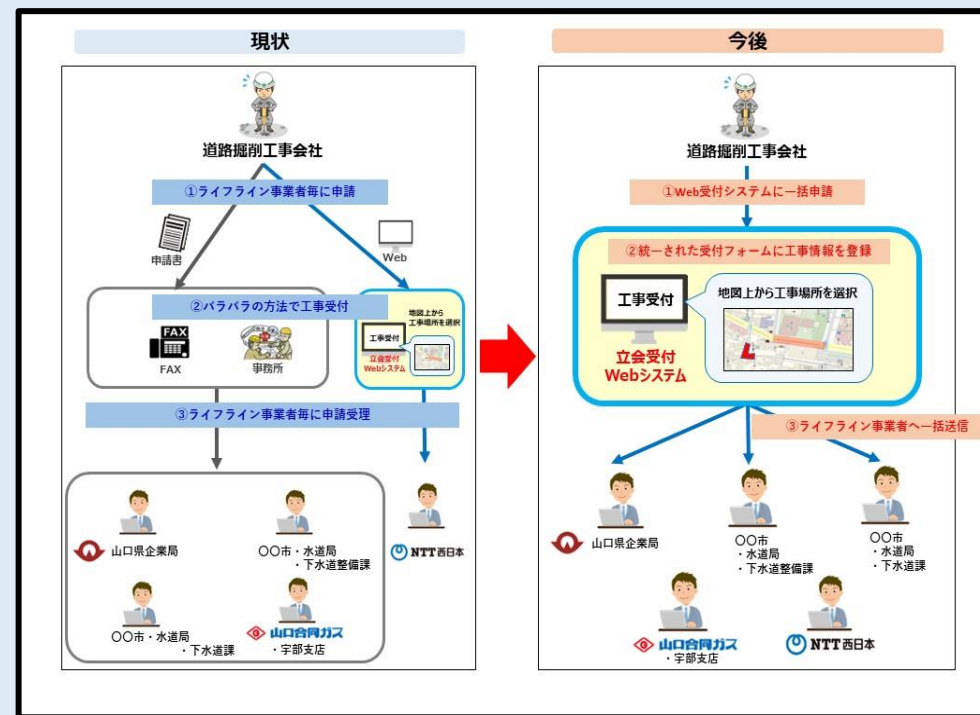 現状
道路掘削工事会社
①ライフライン事業者毎に申請
申請書
Web
②バラバラの方法で工事受付
FAX
FAX
事務所
地図上から
工事場所を選択
工事受付
立会受付
Webシステム
③ライフライン事業者毎に申請受理
山口県企業局
〇〇市・水道局
・下水道整備課
NTT西日本
〇〇市・水道局
・下水道課
山口合同ガス
・宇部支店
今後
道路掘削工事会社
①Web受付システムに一括申請
②統一された受付フォームに工事情報を登録
工事受付
地図上から工事場所を選択
立会受付
Webシステム
③ライフライン事業者へ一括送信
山口県企業局
〇〇市
・水道局
・下水道整備課
〇〇市
・水道局
・下水道課
山口合同ガス
・宇部支店
NTT西日本